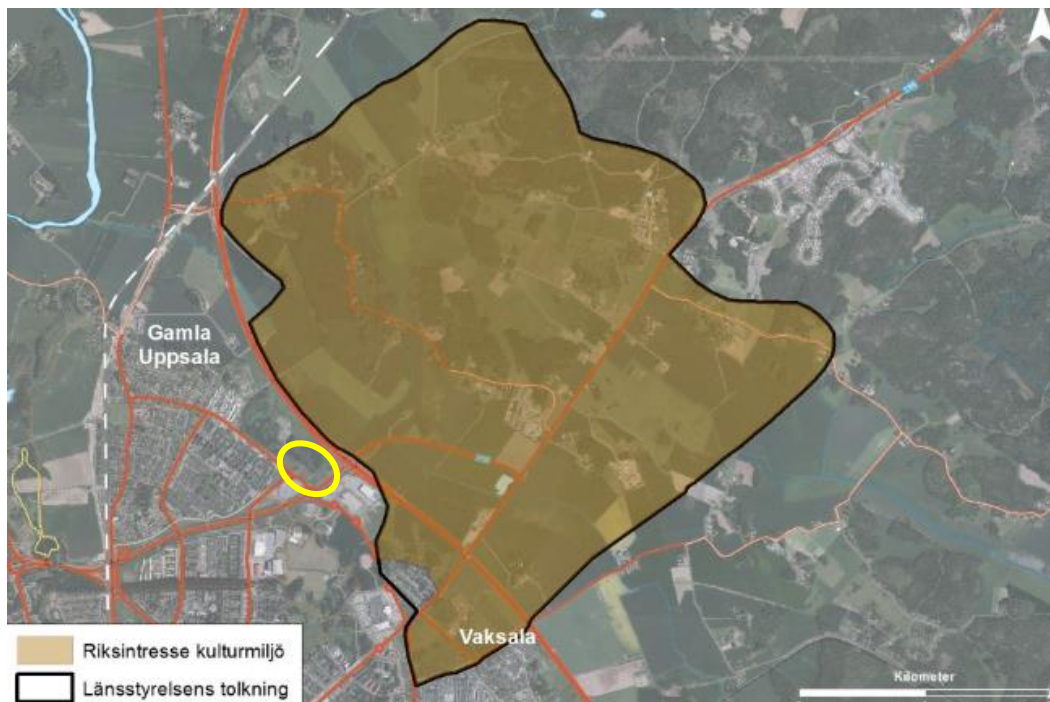 Gamla
Uppsala
Vaksala
Riksintresse kulturmiljö
Länsstyrelsens tolkning
Kilometer